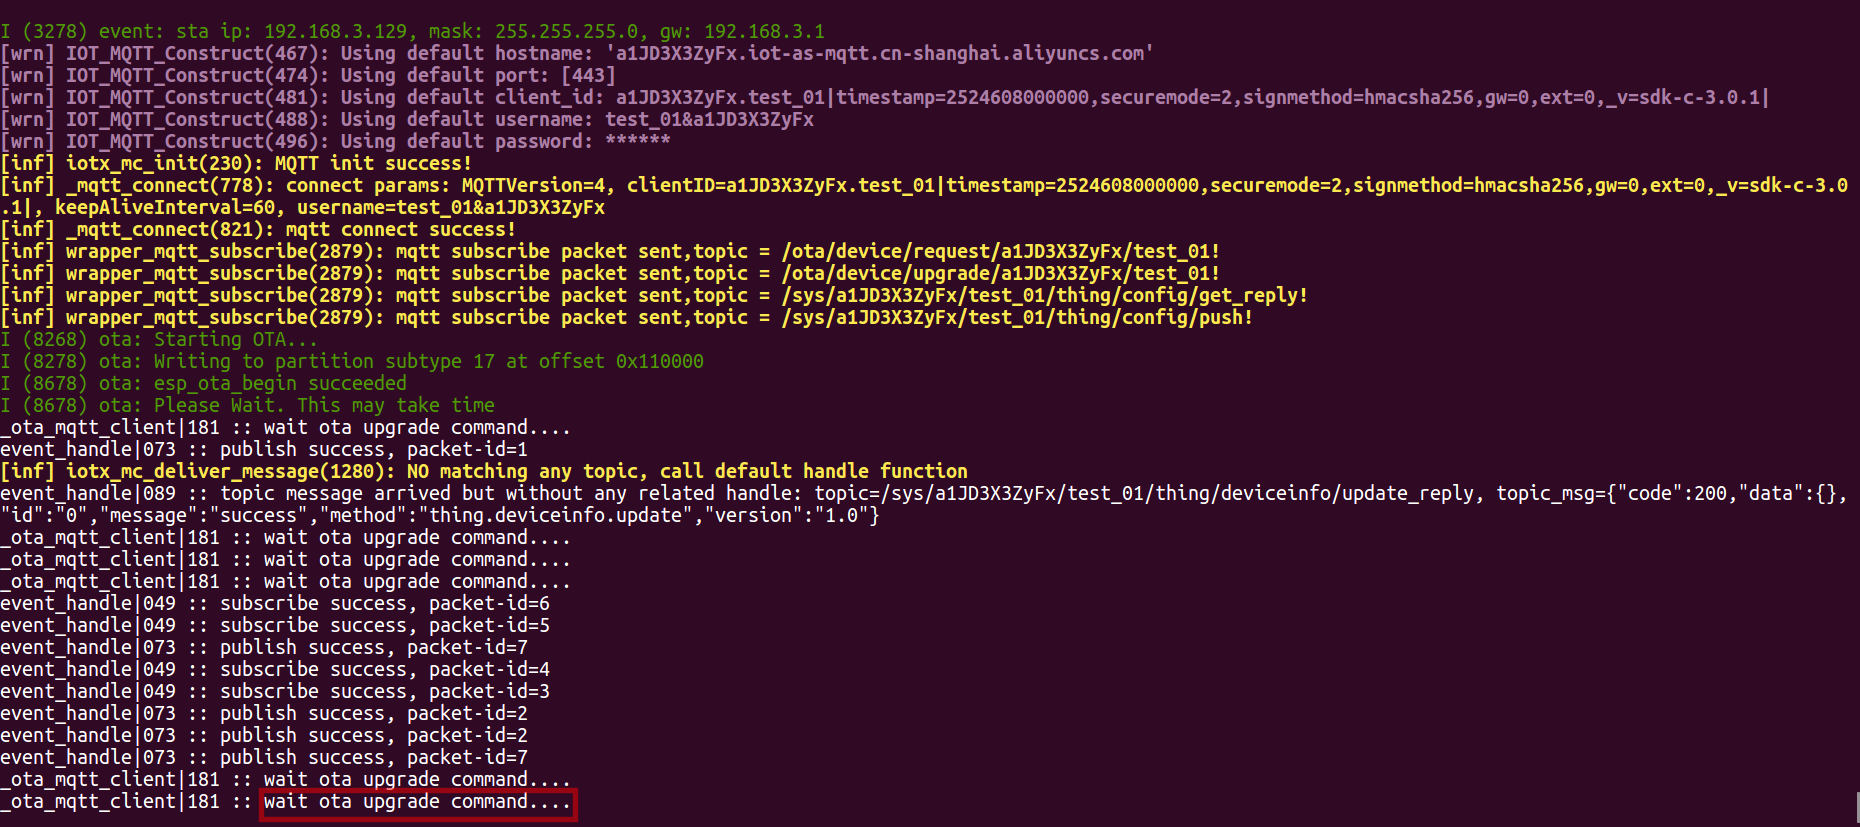 I (3278) event: sta ip: 192.168.3.129, mask: 255.255.255.0, gw: 192.168.3.1
[wrn] IOT_MQTT_Construct(467): Using default hostname: 'a1JD3X3ZyFx.iot-as-mqtt.cn-shanghai.aliyuncs.com'
[wrn] IOT_MQTT_Construct(474): Using default port: [443]
[wrn] IOT_MQTT_Construct(481): Using default client_id: a1JD3X3ZyFx.test_01|timestamp=2524608000000,securemode=2,signmethod=hmacsha256,gw=0,ext=0,_v=sdk-c-3.0.1|
[wrn] IOT_MQTT_Construct(488): Using default username: test_01&a1JD3X3ZyFx
[wrn] IOT_MQTT_Construct(496): Using default password: ******
[inf] iotx_mc_init(230): MQTT init success!
[inf] _mqtt_connect(778): connect params: MQTTVersion=4, clientID=a1JD3X3ZyFx.test_01|timestamp=2524608000000,securemode=2,signmethod=hmacsha256,gw=0,ext=0,_v=sdk-c-3.0
.1|, keepAliveInterval=60, username=test_01&a1JD3X3ZyFx
[inf] _mqtt_connect(821): mqtt connect success!
[inf] wrapper_mqtt_subscribe(2879): mqtt subscribe packet sent,topic = /ota/device/request/a1JD3X3ZyFx/test_01!
[inf] wrapper_mqtt_subscribe(2879): mqtt subscribe packet sent,topic = /ota/device/upgrade/a1JD3X3ZyFx/test_01!
[inf] wrapper_mqtt_subscribe(2879): mqtt subscribe packet sent,topic = /sys/a1JD3X3ZyFx/test_01/thing/config/get_reply!
[inf] wrapper_mqtt_subscribe(2879): mqtt subscribe packet sent,topic = /sys/a1JD3X3ZyFx/test_01/thing/config/push!
I (8268) ota: Starting OTA...
I (8278) ota: Writing to partition subtype 17 at offset 0x110000
I (8678) ota: esp_ota_begin succeeded
I (8678) ota: Please Wait. This may take time
_ota_mqtt_client|181 :: wait ota upgrade command....
event_handle|073 :: publish success, packet-id=1
[inf] iotx_mc_deliver_message(1280): NO matching any topic, call default handle function
event_handle|089 :: topic message arrived but without any related handle: topic=/sys/a1JD3X3ZyFx/test_01/thing/deviceinfo/update_reply, topic_msg={"code":200,"data":{},
"id":"0","message":"success","method":"thing.deviceinfo.update","version":"1.0"}
_ota_mqtt_client|181 :: wait ota upgrade command....
_ota_mqtt_client|181 :: wait ota upgrade command....
_ota_mqtt_client|181 :: wait ota upgrade command....
event_handle|049 :: subscribe success, packet-id=6
event_handle|049 :: subscribe success, packet-id=5
event_handle|073 :: publish success, packet-id=7
event_handle|049 :: subscribe success, packet-id=4
event_handle|049 :: subscribe success, packet-id=3
event_handle|073 :: publish success, packet-id=2
event_handle|073 :: publish success, packet-id=2
event_handle|073 :: publish success, packet-id=7
_ota_mqtt_client|181 :: wait ota upgrade command....
_ota_mqtt_client|181 :: wait ota upgrade command....